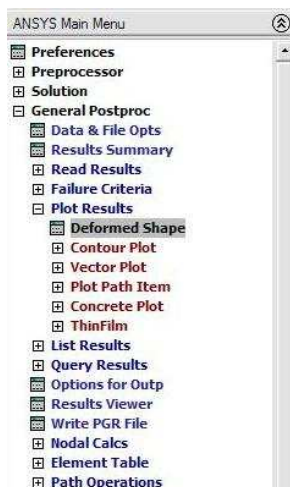 ANSYS Main Menu
Preferences
Preprocessor
Solution
General Postproc
Data & File Opts
Results Summary
Read Results
Failure Criteria
Plot Results
Deformed Shape
Contour Plot
Vector Plot
Plot Path Item
Concrete Plot
ThinFilm
List Results
Query Results
Options for Outp
Results Viewer
Write PGR File
Nodal Calcs
Element Table
Path Operations